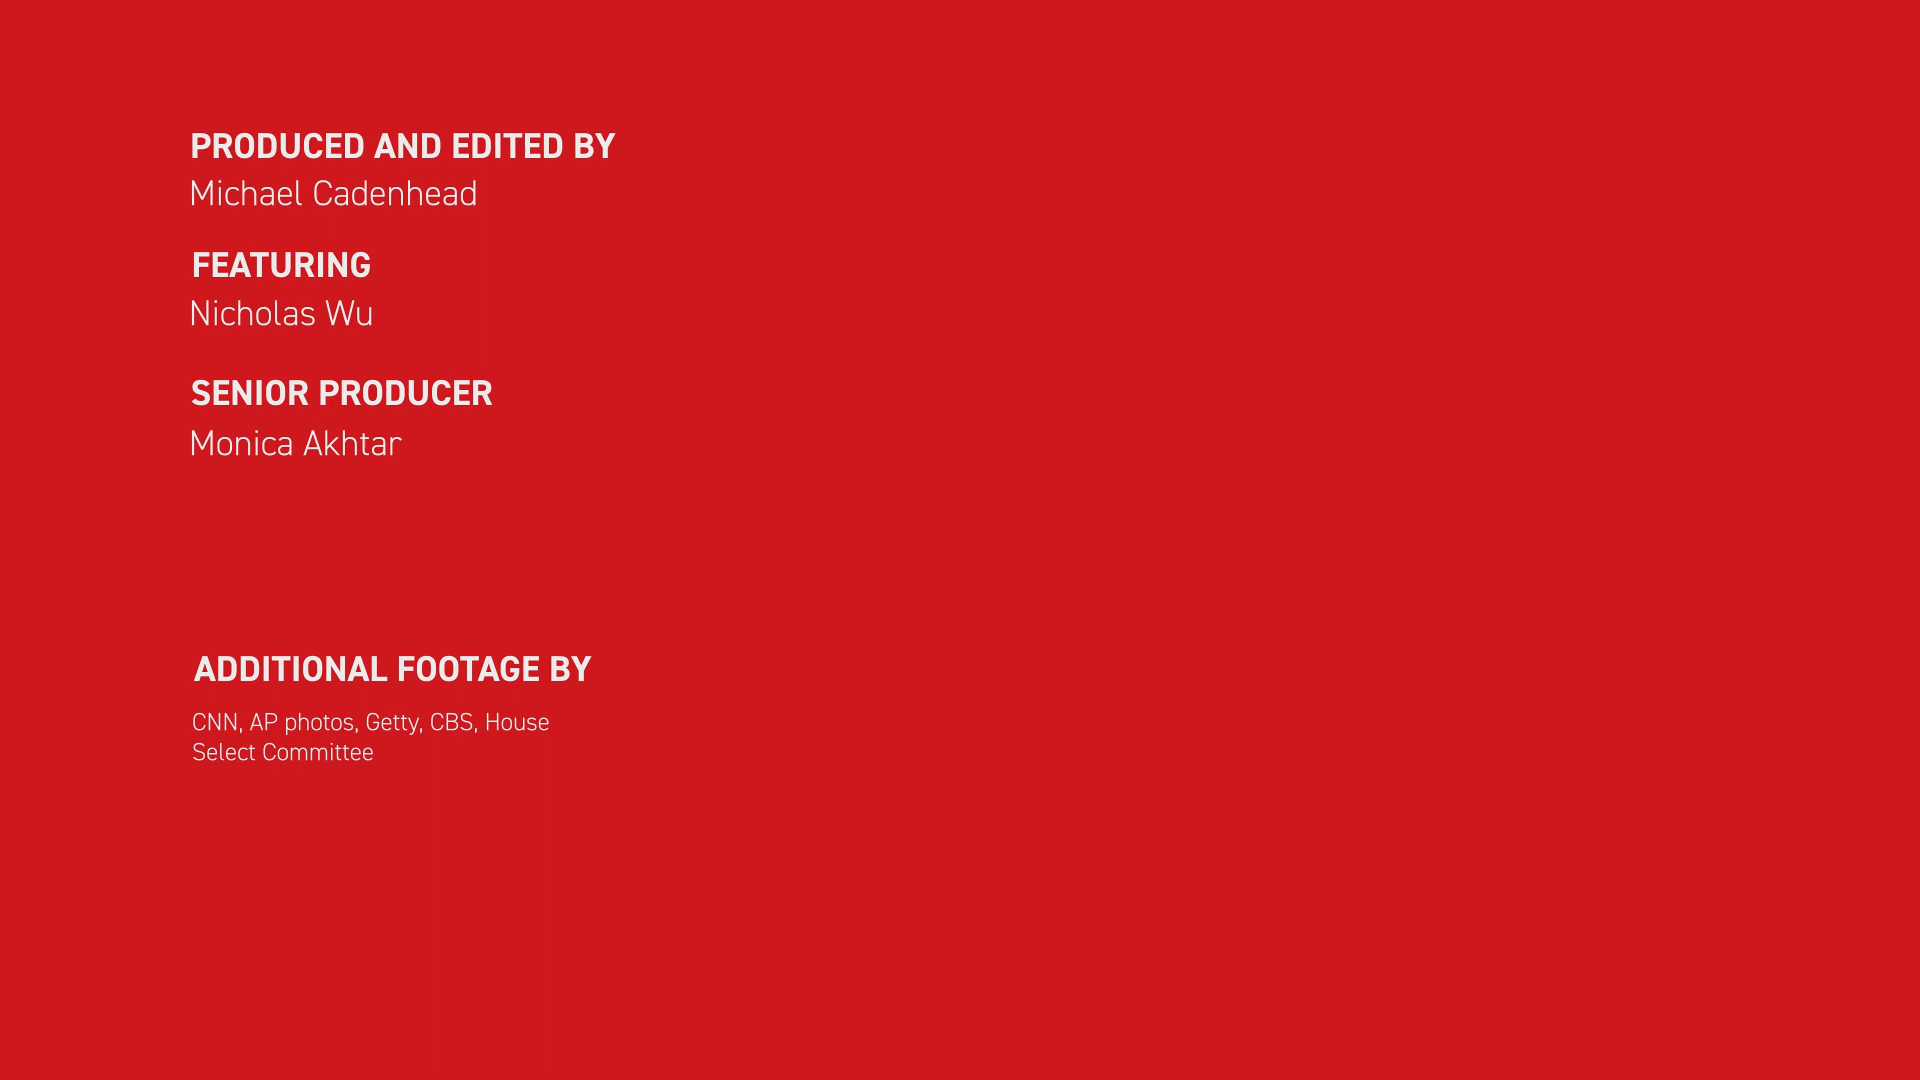 PRODUCED AND EDITED BY
Michael Cadenhead
FEATURING
Nicholas Wu
SENIOR PRODUCER
Monica Akhtar
ADDITIONAL FOOTAGE BY
CNN, AP photos, Getty, CBS, House
Select Committee